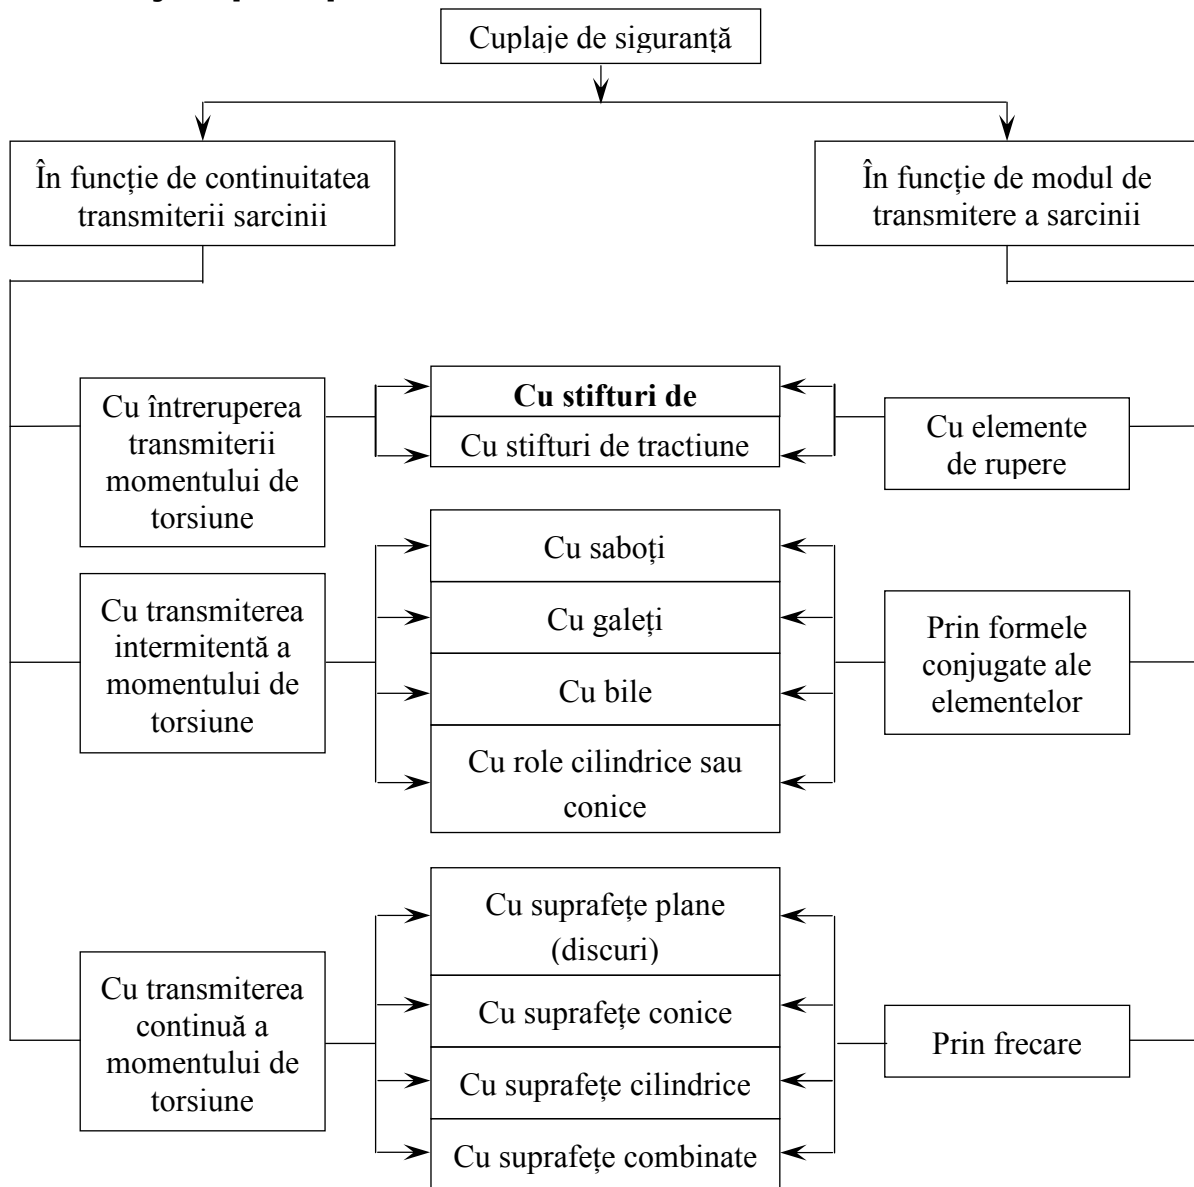 Cuplaje de siguranță
În funcție de continuitatea
transmiterii sarcinii
În funcție de modul de
transmitere a sarcinii
Cu întreruperea
transmiterii
momentului de
torsiune
Cu stifturi de
Cu stifturi de tractiune
Cu elemente
de rupere
Cu transmiterea
intermitentă a
momentului de
torsiune
Cu saboți
Cu galeți
Cu bile
Cu role cilindrice sau
conice
Prin formele
conjugate ale
elementelor
Cu transmiterea
continuă a
momentului de
torsiune
Cu suprafețe plane
(discuri)
Cu suprafețe conice
Cu suprafețe cilindrice
Cu suprafețe combinate
Prin frecare